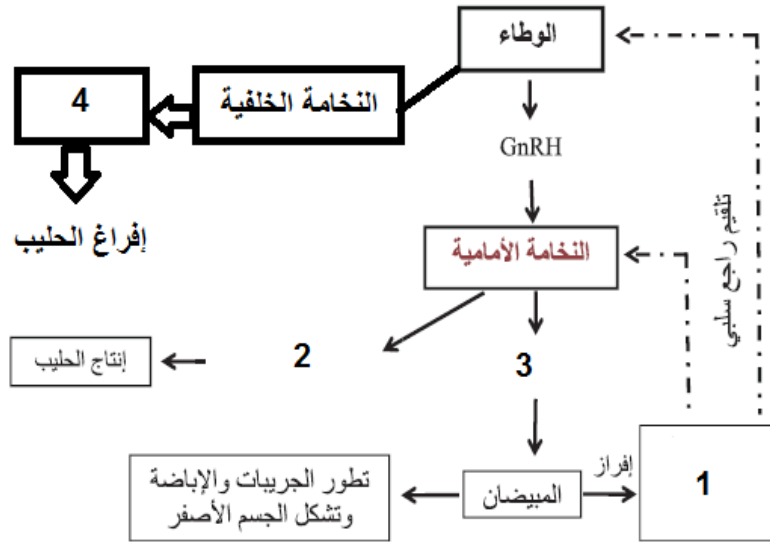 الوطاء
النخامة الخلفية
4
GnRH
إفراغ الحليب
تلقيم راجع سلبي
النخامة الأمامية
إنتاج الحليب
2
3
إفراز
1
المبيضان
تطور الجريبات والإباضة
وتشكل الجسم الأصفر